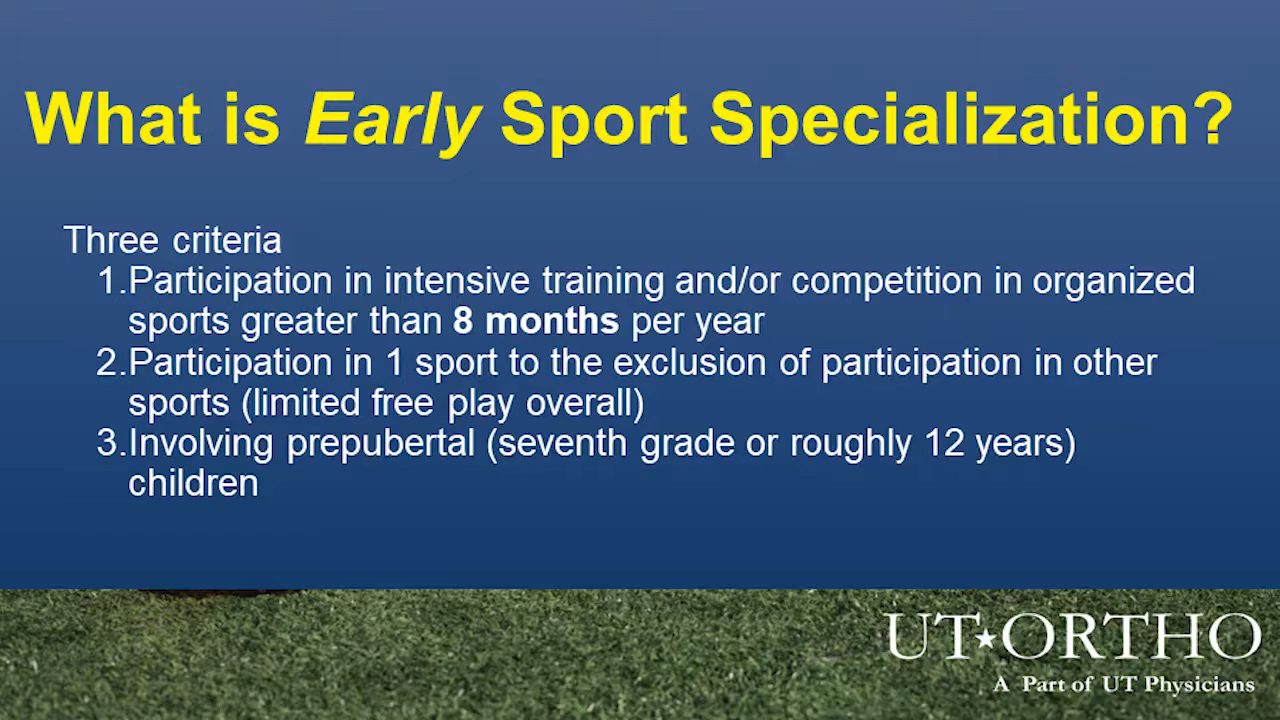 What is Early Sport Specialization?
Three criteria
1.Participation in intensive training and/or competition in organized
sports greater than 8 months per year
2.Participation in 1 sport to the exclusion of participation in other
sports (limited free play overall)
3.Involving prepubertal (seventh grade or roughly 12 years)
children
UT★ORTHO
A Part of UT Physicians